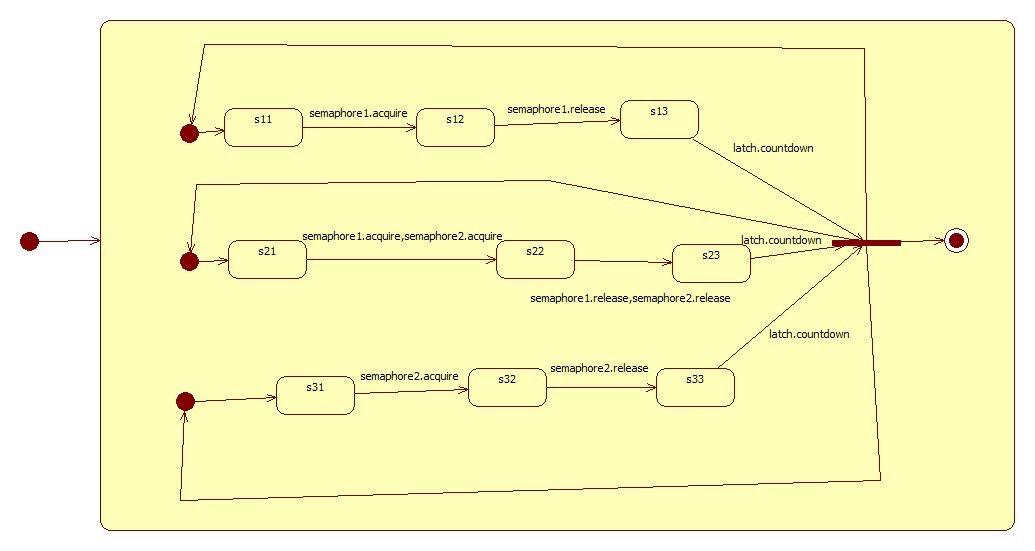 s11
semaphore1.acquire
s12
semaphore1.release
s13
latch.countdown
s21
semaphore1.acquire,semaphore2.acquire
s22
s23
latch.countdown
semaphore1.release,semaphore2.release
latch.countdown
s31
semaphore2.acquire
s32
semaphore2.release
s33